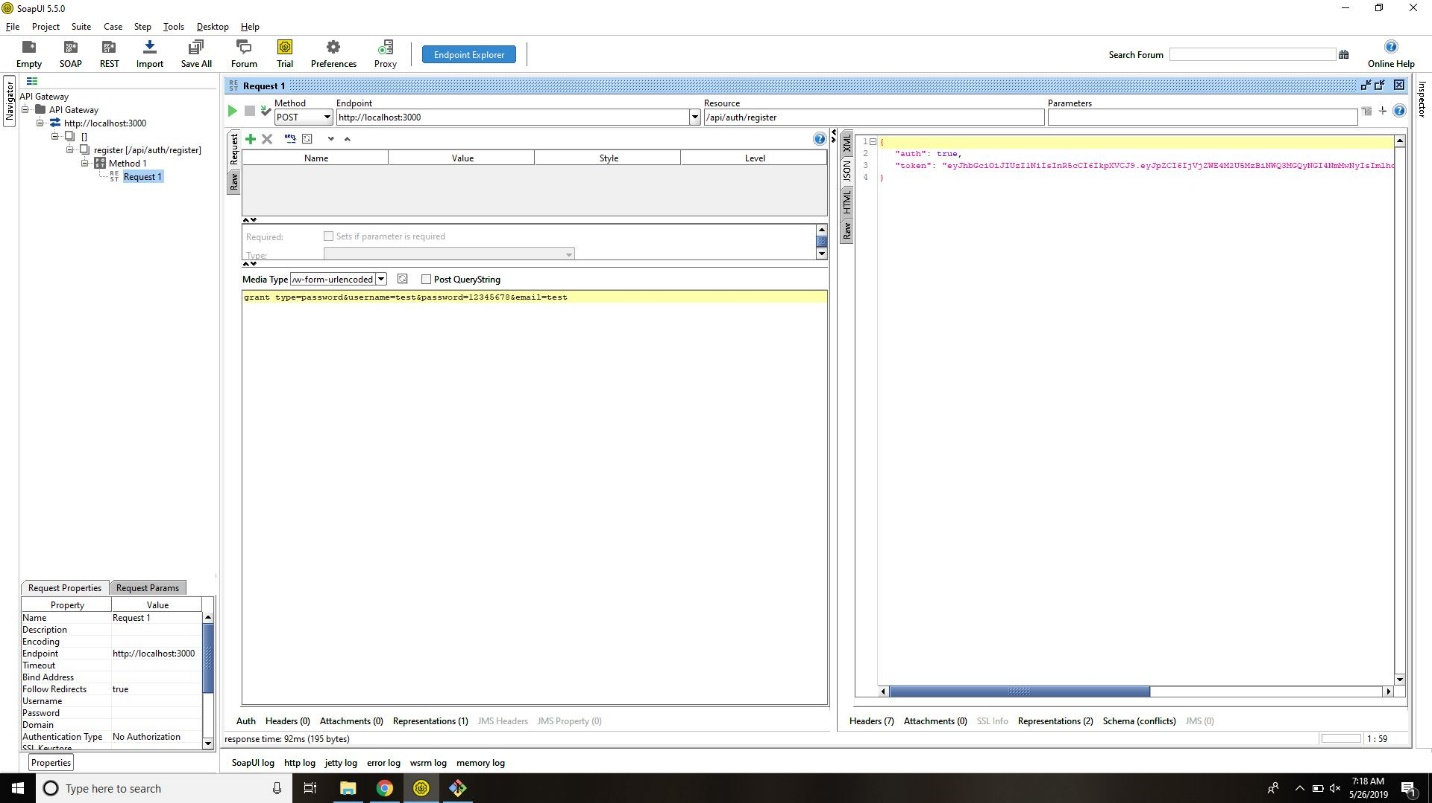 SoapUI 5.5.0
File Project Suite Case Step Tools Desktop Help
Empty SOAP REST Import Save All Forum Trial Preferences Proxy Endpoint Explorer Search Forum Online Help
Navigator
API Gateway
API Gateway
http://localhost:3000
[]
register [/api/auth/register]
Method 1
REST Request 1
REST Request 1
Method Endpoint Resource Parameters
POST http://localhost:3000 /api/auth/register
Inspector
Request
Raw
Name Value Style Level
Required: Sets if parameter is required
Type:
Media Type /w-form-urlencoded Post QueryString
grant type=password&username=test&password=12345678&email=test
XML
JSON
HTML
Raw
1 {
2 "auth": true,
3 "token":
4 }
Request Properties Request Params
Property Value
Name Request 1
Description
Encoding
Endpoint http://localhost:3000
Timeout
Bind Address
Follow Redirects true
Username
Password
Domain
Authentication Type No Authorization
SSL Keystore
Properties
Auth Headers (0) Attachments (0) Representations (1) JMS Headers JMS Property (0)
Headers (7) Attachments (0) SSL Info Representations (2) Schema (conflicts) JMS (0)
response time: 92ms (195 bytes)
1 : 59
SoapUI log http log jetty log error log wsrm log memory log
Type here to search
7:18 AM
5/26/2019
1